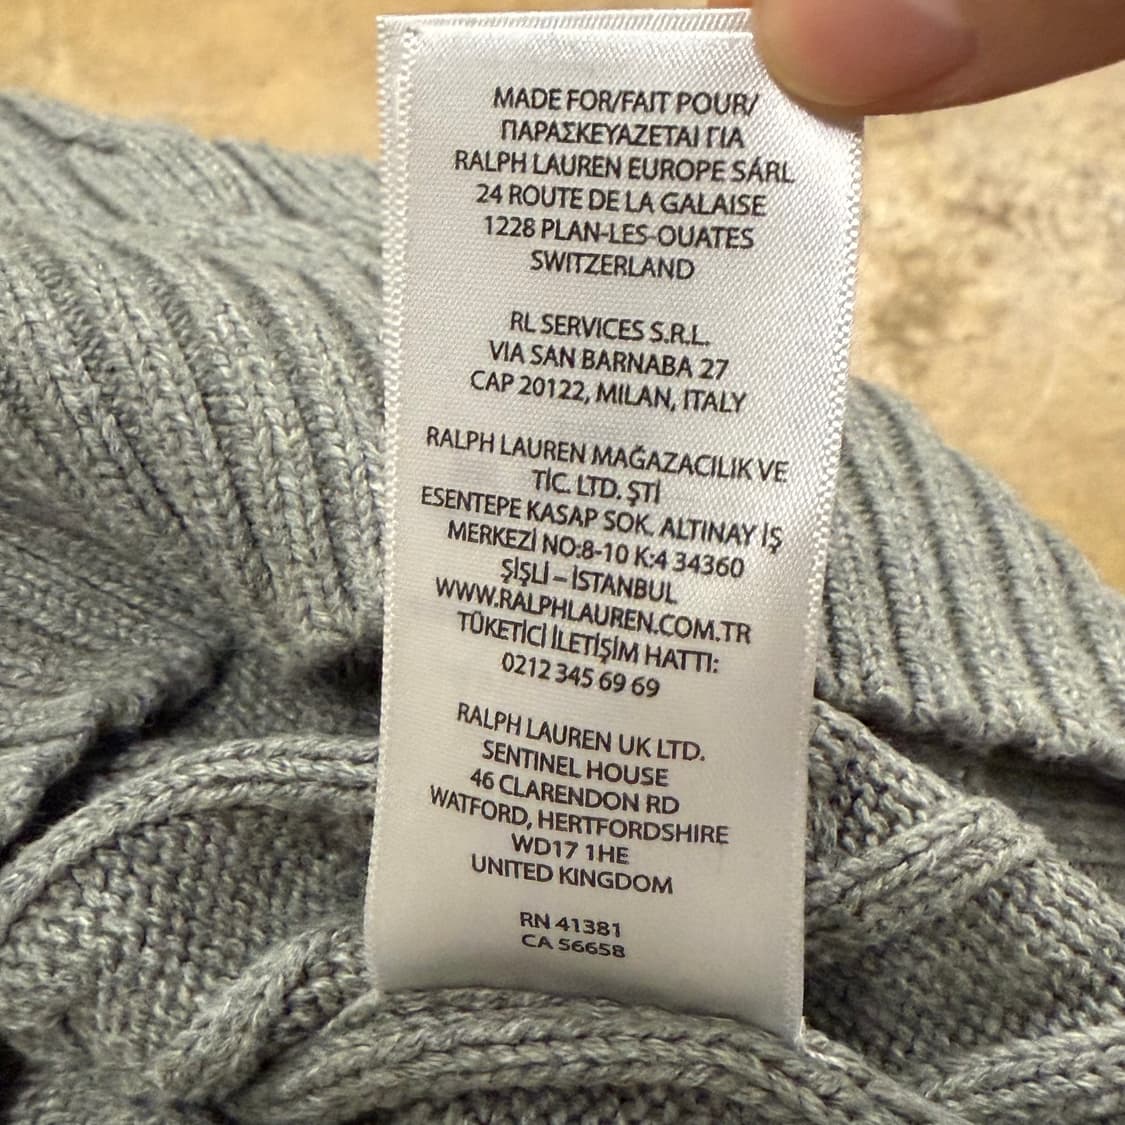 MADE FOR/FAIT POUR/
ΠΑΡΑΣΚΕΥΑΖΕΤΑΙ ΓΙΑ
RALPH LAUREN EUROPE SÁRL
24 ROUTE DE LA GALAISE
1228 PLAN-LES-OUATES
SWITZERLAND
RL SERVICES S.R.L.
VIA SAN BARNABA 27
CAP 20122, MILAN, ITALY
RALPH LAUREN MAĞAZACILIK VE
TİC. LTD. ŞTİ
ESENTEPE KASAP SOK. ALTINAY İŞ
MERKEZİ NO:8-10 K:4 34360
ŞİŞLİ – İSTANBUL
WWW.RALPHLAUREN.COM.TR
TÜKETİCİ İLETİŞİM HATTI:
0212 345 69 69
RALPH LAUREN UK LTD.
SENTINEL HOUSE
46 CLARENDON RD
WATFORD, HERTFORDSHIRE
WD17 1HE
UNITED KINGDOM
RN 41381
CA 56658